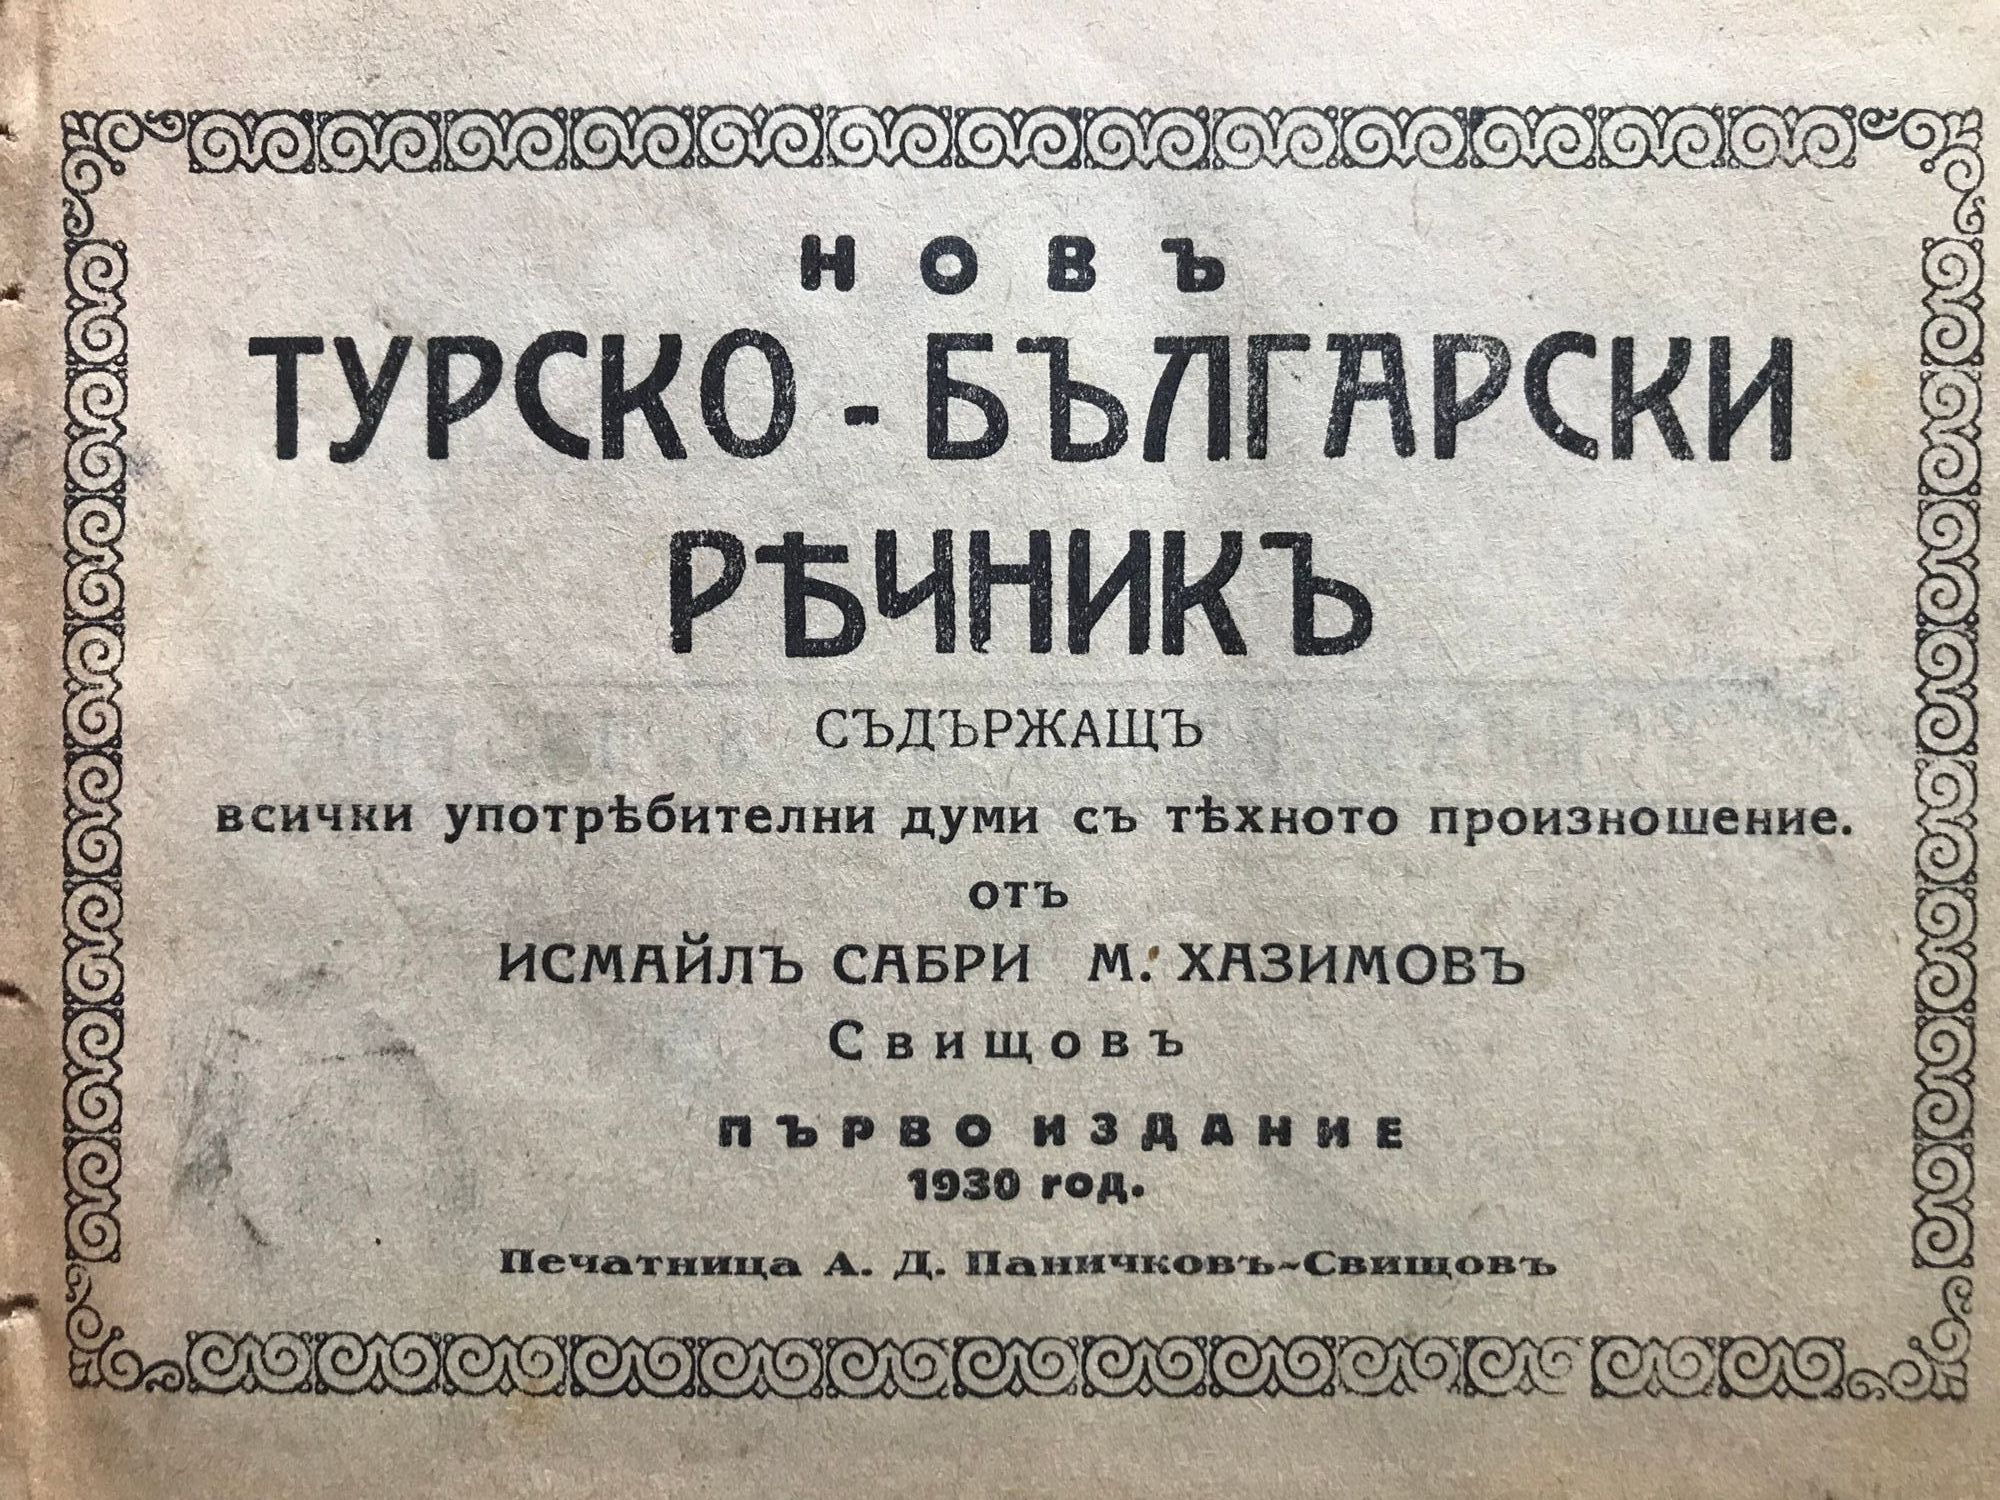 НОВЪ
ТУРСКО-БЪЛГАРСКИ
РѢЧНИКЪ
СЪДЪРЖАЩЪ
всички употрѣбителни думи съ тѣхното произношение.
отъ
ИСМАЙЛЪ САБРИ М. ХАЗИМОВЪ
Свищовъ
ПЪРВО ИЗДАНИЕ
1930 год.
Печатница А. Д. Паничковъ-Свищовъ